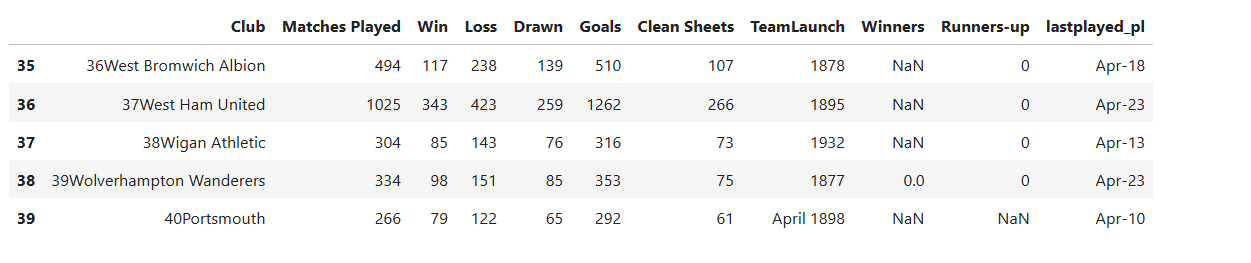 Club Matches Played Win Loss Drawn Goals Clean Sheets TeamLaunch Winners Runners-up lastplayed_pl
35 36West Bromwich Albion 494 117 238 139 510 107 1878 NaN 0 Apr-18
36 37West Ham United 1025 343 423 259 1262 266 1895 NaN 0 Apr-23
37 38Wigan Athletic 304 85 143 76 316 73 1932 NaN 0 Apr-13
38 39Wolverhampton Wanderers 334 98 151 85 353 75 1877 0.0 0 Apr-23
39 40Portsmouth 266 79 122 65 292 61 April 1898 NaN NaN Apr-10